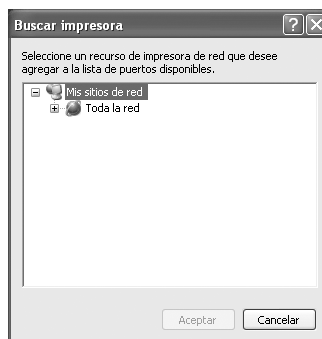 Buscar impresora
Seleccione un recurso de impresora de red que desee
agregar a la lista de puertos disponibles.
Mis sitios de red
Toda la red
Aceptar
Cancelar